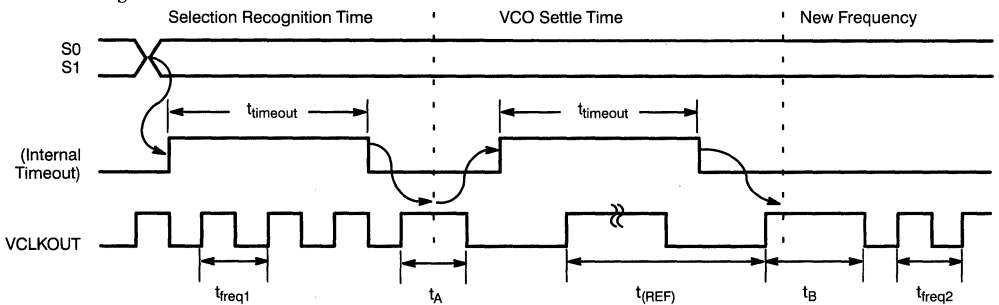 Selection Recognition Time
VCO Settle Time
New Frequency
S0
S1
t_timeout
t_timeout
(Internal
Timeout)
VCLKOUT
t_freq1
t_A
t_(REF)
t_B
t_freq2